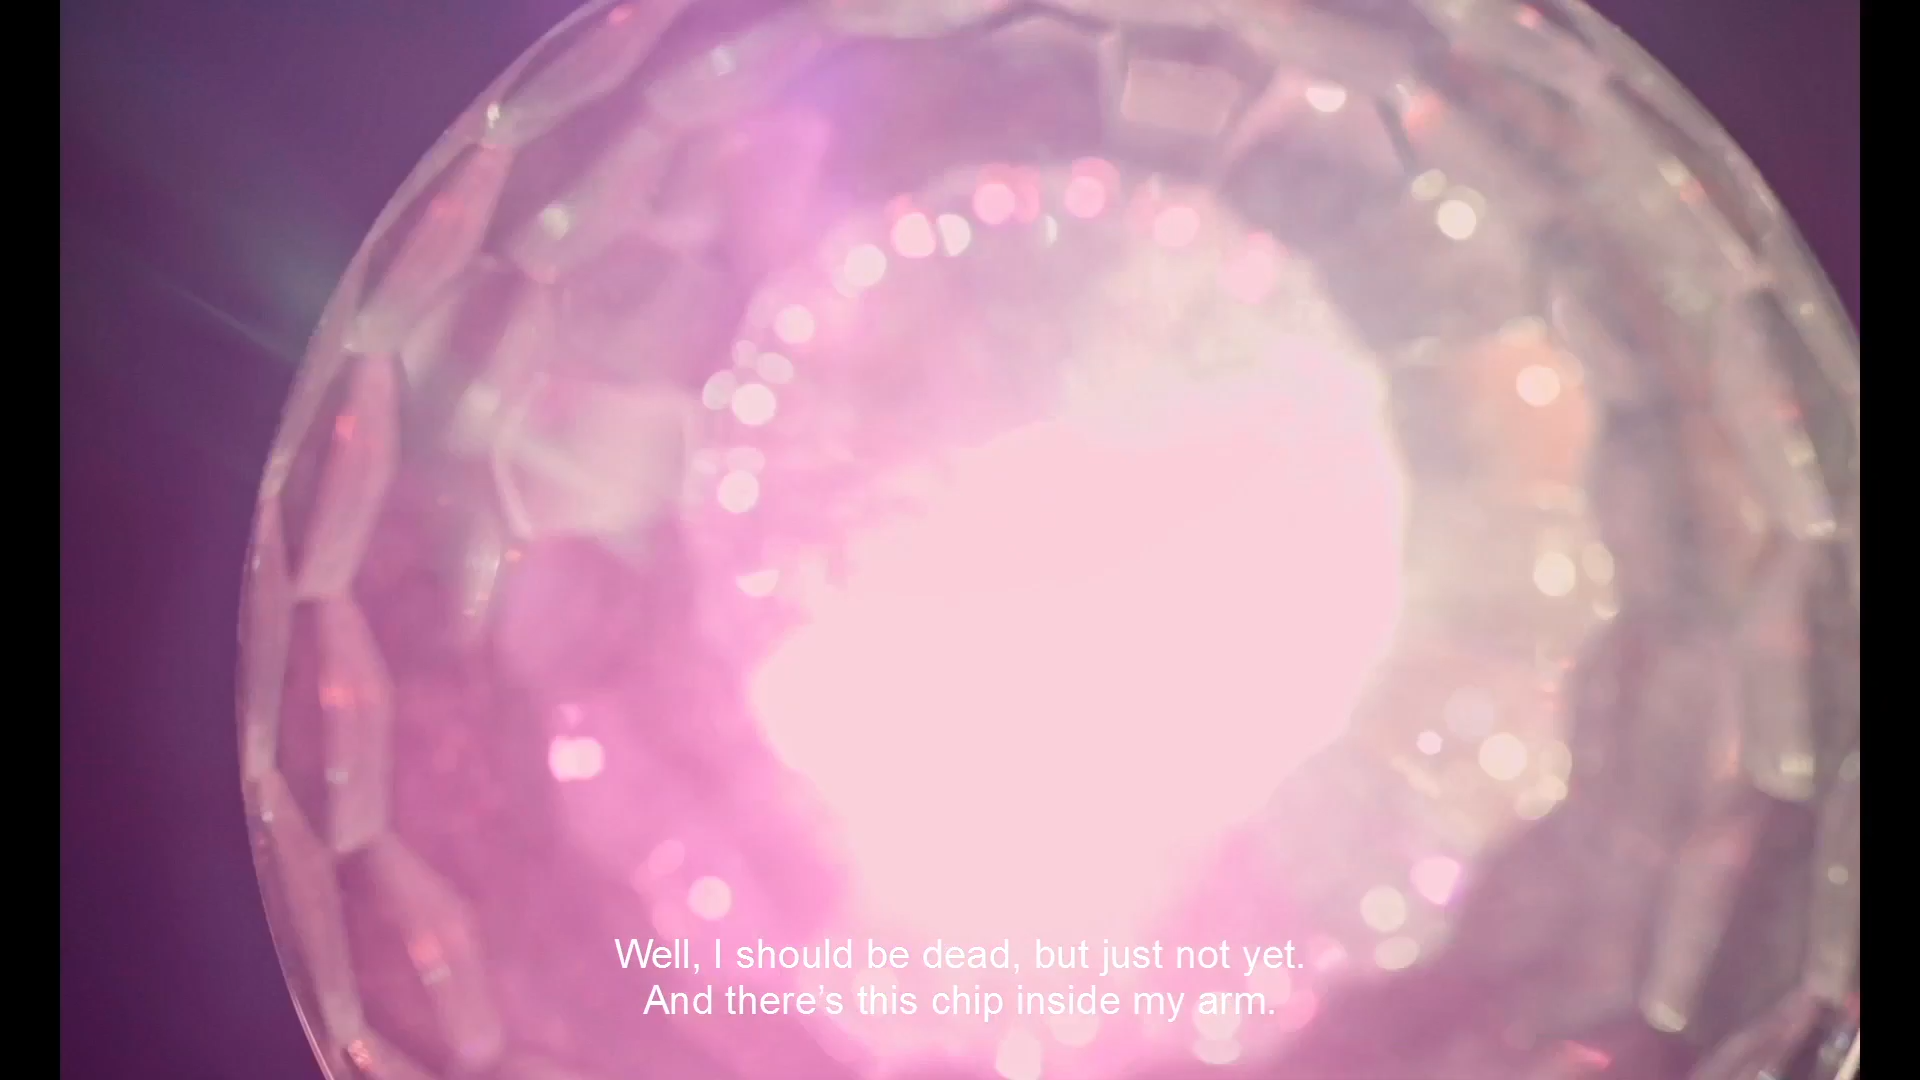 Well, I should be dead, but just not yet.
And there’s this chip inside my arm.